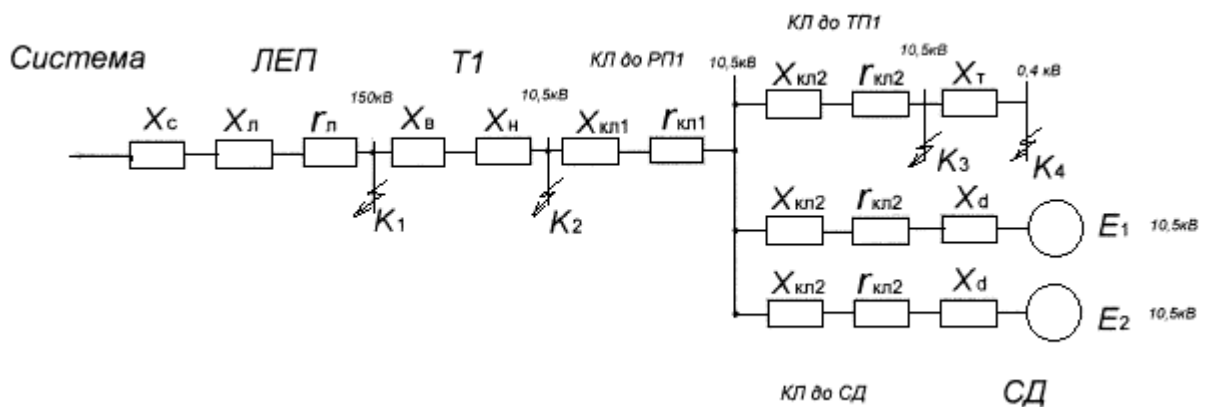 КЛ до ТП1
Система ЛЕП Т1 КЛ до РП1 10,5кВ 10,5кВ 0,4 кВ
Xкл2 rкл2 Xт
Xс Xл rл 150кВ Xв Xн 10,5кВ Xкл1 rкл1
K3 K4
K1 K2
Xкл2 rкл2 Xd E1 10,5кВ
Xкл2 rкл2 Xd E2 10,5кВ
КЛ до СД СД